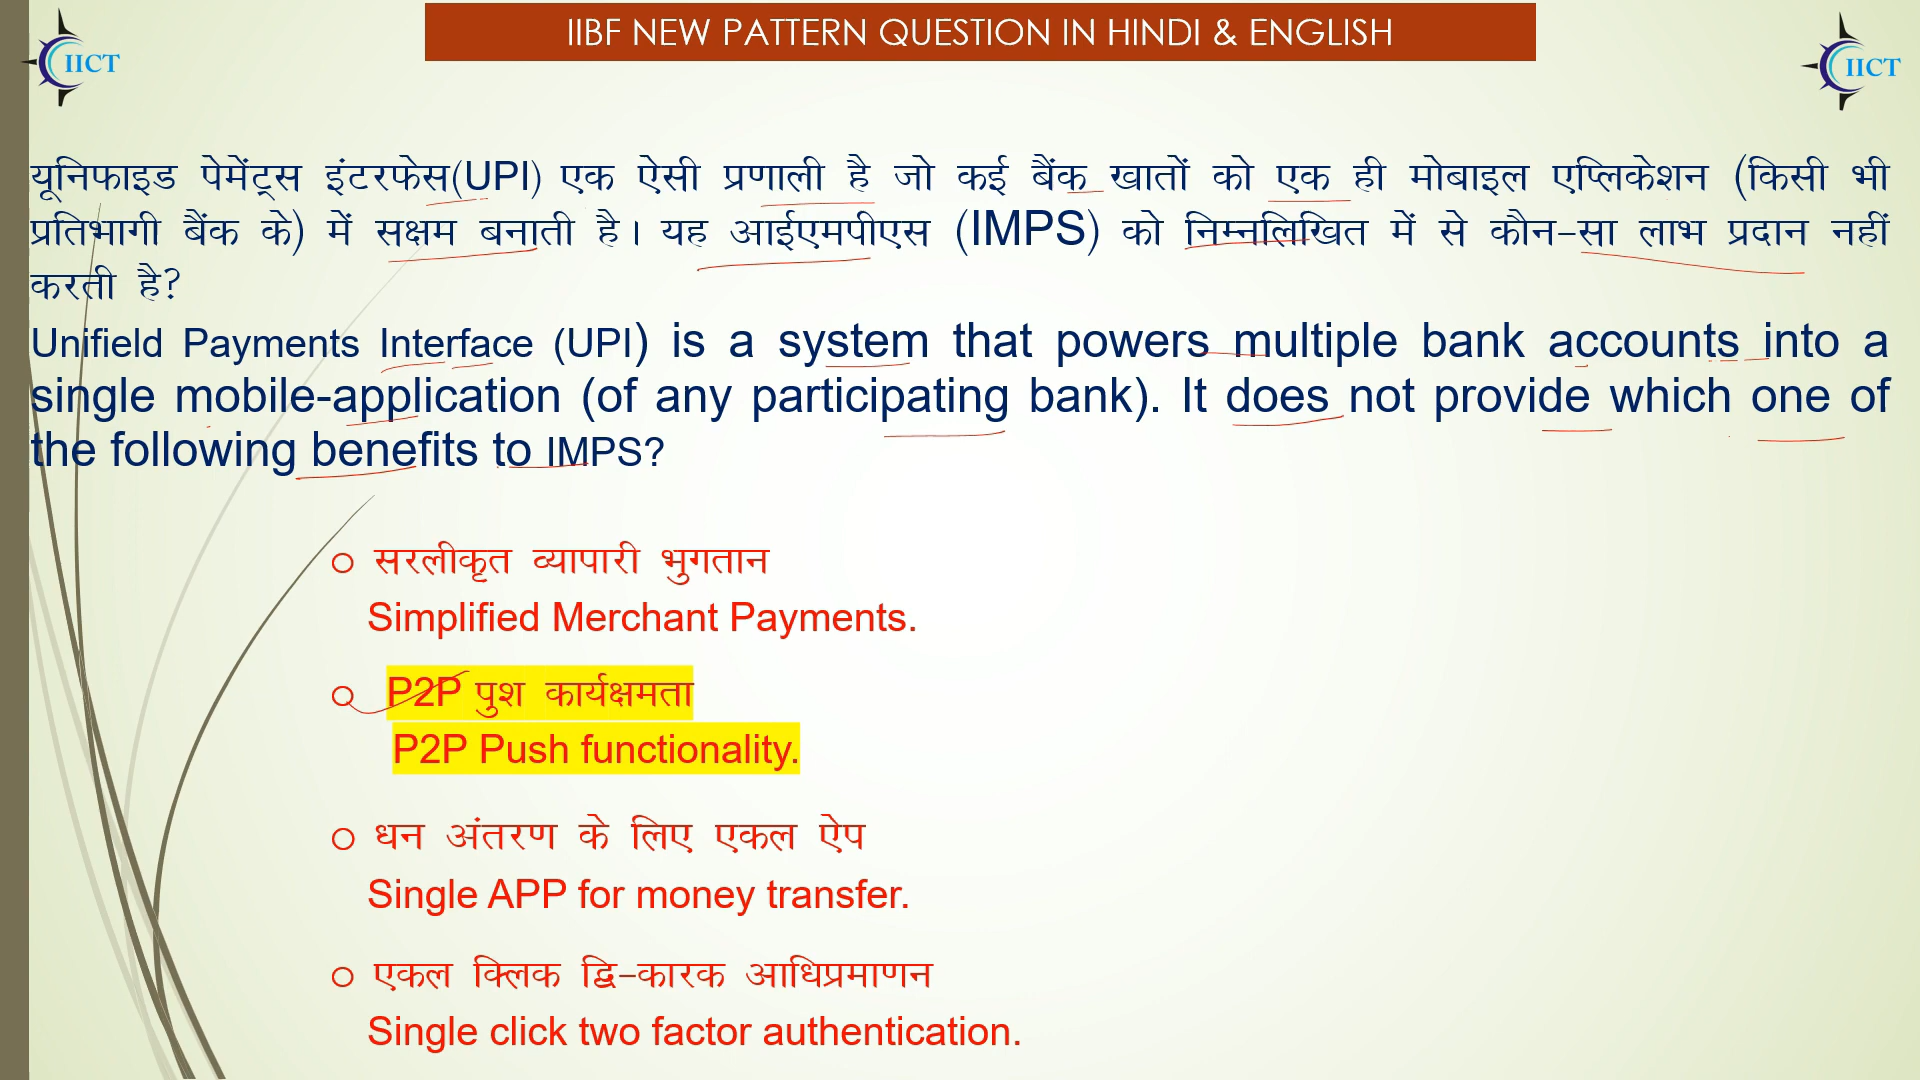 IICT
IIBF NEW PATTERN QUESTION IN HINDI & ENGLISH
IICT
यूनिफाइड पेमेंट्स इंटरफेस(UPI) एक ऐसी प्रणाली है जो कई बैंक खातों को एक ही मोबाइल एप्लिकेशन (किसी भी
प्रतिभागी बैंक के) में सक्षम बनाती है। यह आईएमपीएस (IMPS) को निम्नलिखित में से कौन-सा लाभ प्रदान नहीं
करती है?
Unifield Payments Interface (UPI) is a system that powers multiple bank accounts into a
single mobile-application (of any participating bank). It does not provide which one of
the following benefits to IMPS?
सरलीकृत व्यापारी भुगतान
Simplified Merchant Payments.
P2P पुश कार्यक्षमता
P2P Push functionality.
धन अंतरण के लिए एकल ऐप
Single APP for money transfer.
एकल क्लिक द्वि-कारक आधिप्रमाणन
Single click two factor authentication.